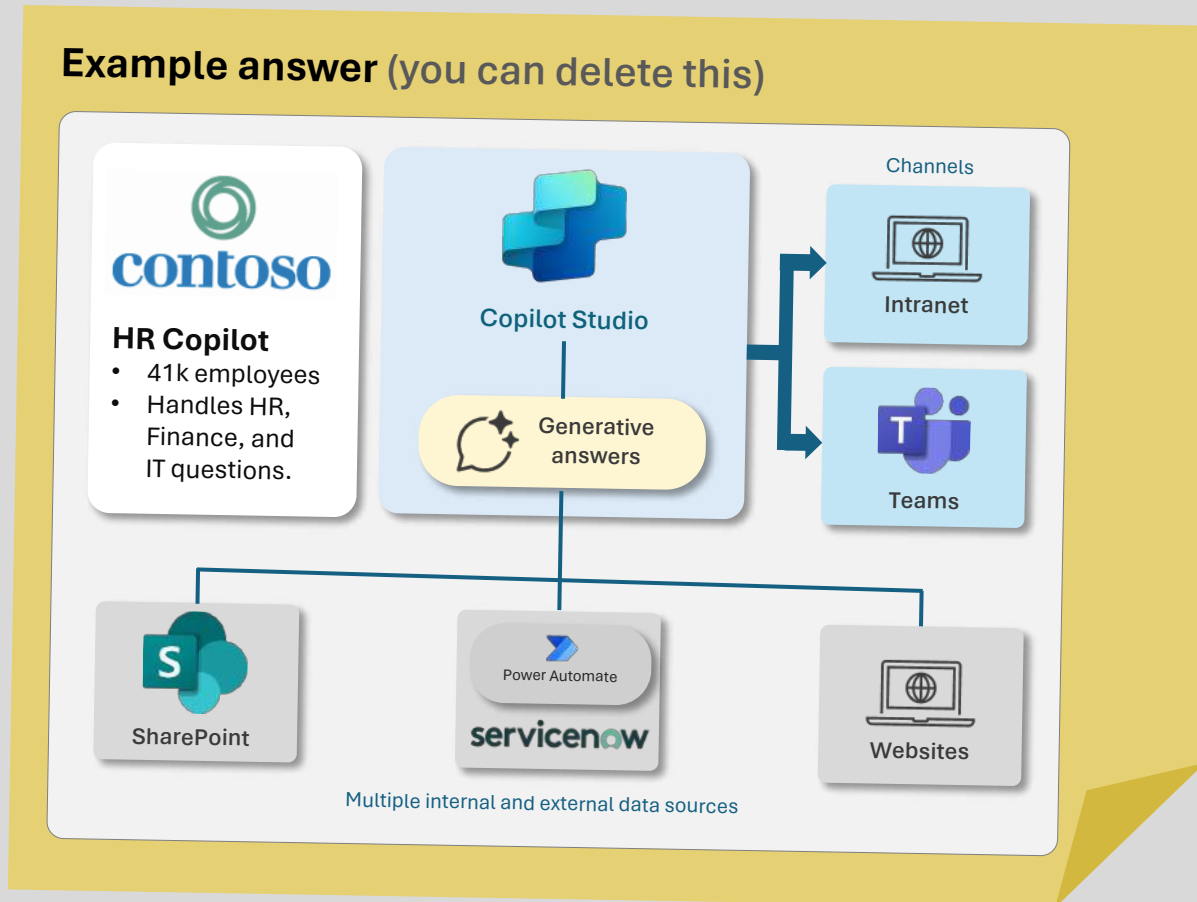 Example answer (you can delete this)
contoso
HR Copilot
• 41k employees
• Handles HR,
Finance, and
IT questions.
Copilot Studio
Generative
answers
Channels
Intranet
T
Teams
S
SharePoint
Power Automate
servicenow
Websites
Multiple internal and external data sources